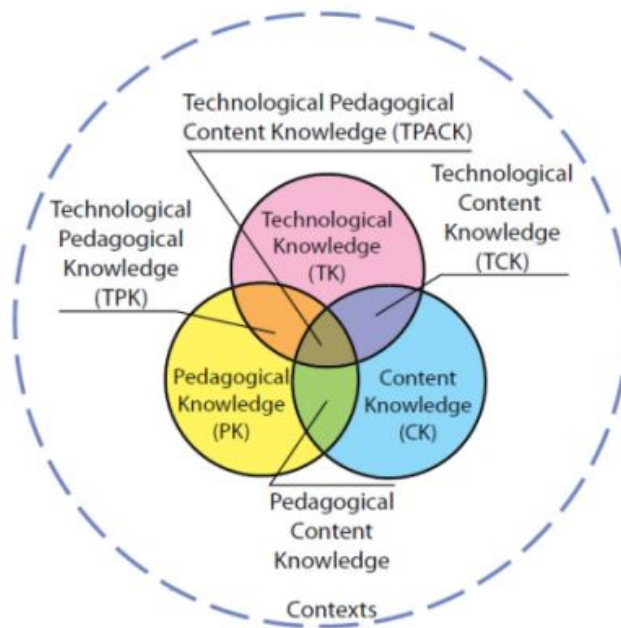 Technological Pedagogical
Content Knowledge (TPACK)
Technological
Pedagogical
Knowledge
(TPK)
Technological
Content
Knowledge
(TCK)
Technological
Knowledge
(TK)
Pedagogical
Knowledge
(PK)
Content
Knowledge
(CK)
Pedagogical
Content
Knowledge
Contexts